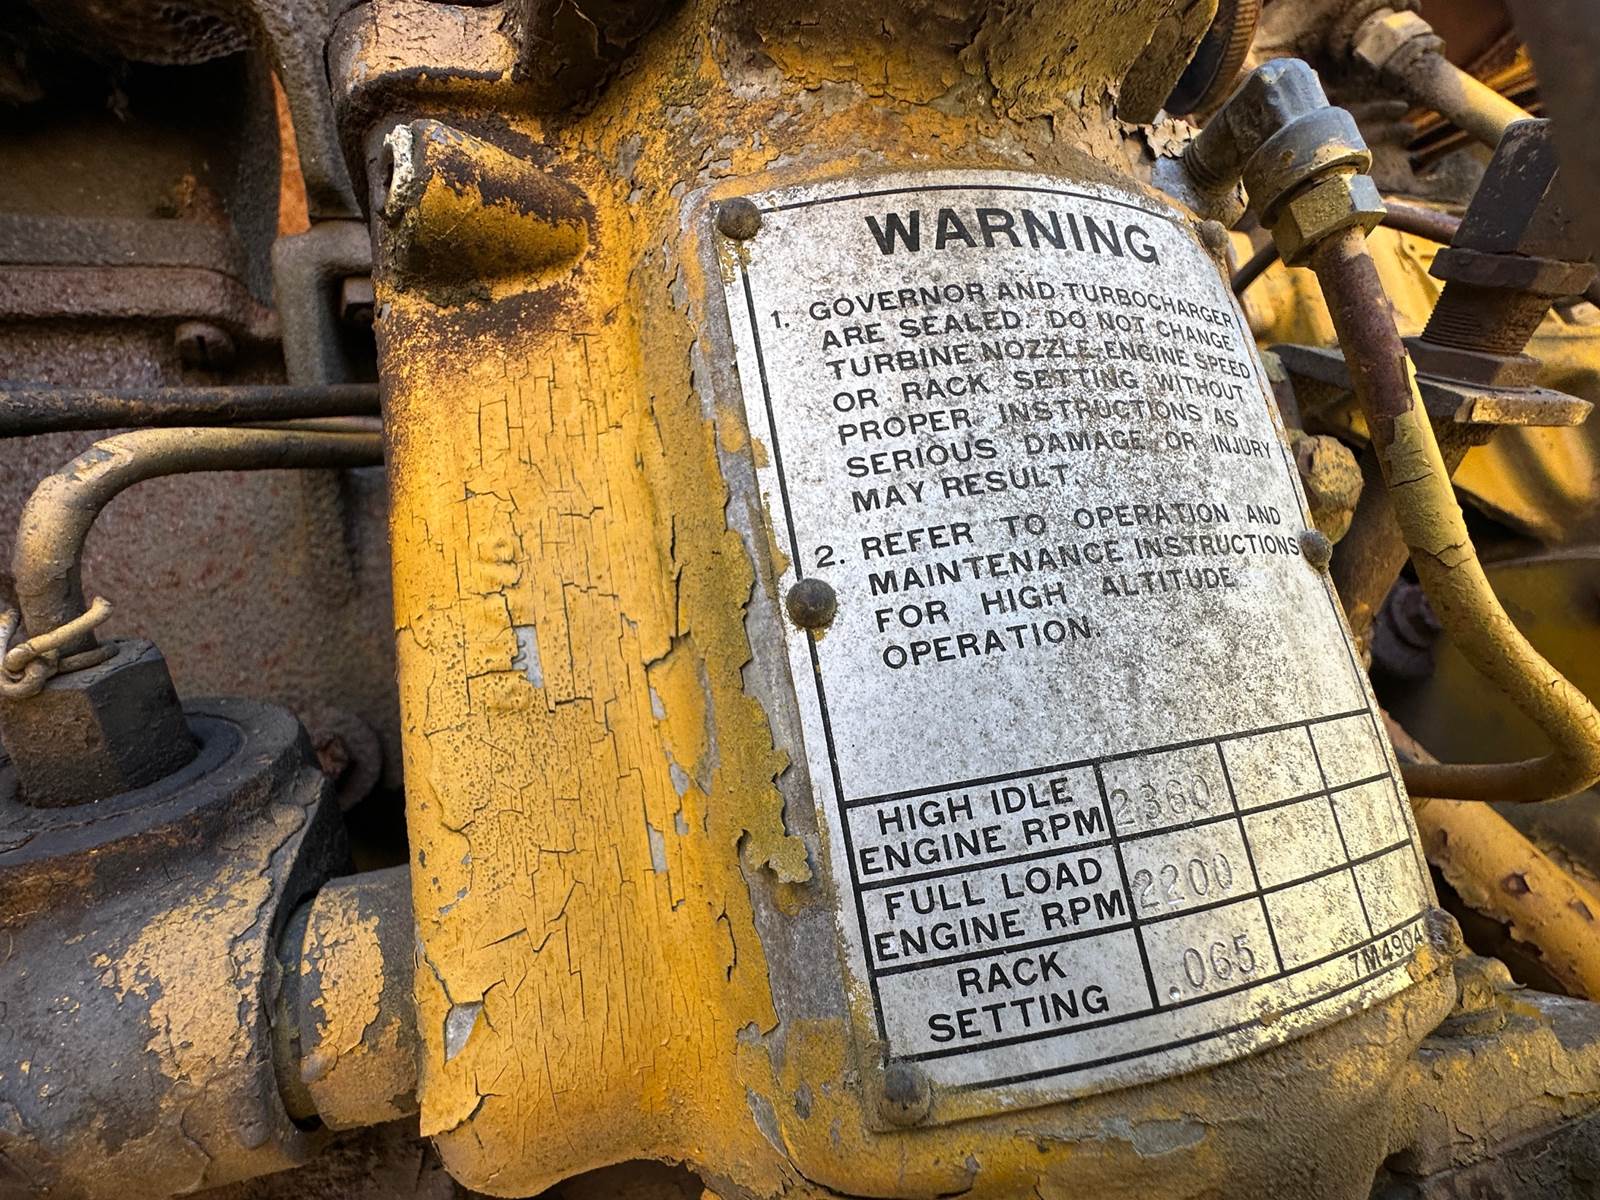 WARNING
1. GOVERNOR AND TURBOCHARGER
ARE SEALED. DO NOT CHANGE
TURBINE NOZZLE-ENGINE SPEED
OR RACK SETTING WITHOUT
PROPER INSTRUCTIONS AS
SERIOUS DAMAGE OR INJURY
MAY RESULT.
2. REFER TO OPERATION AND
MAINTENANCE INSTRUCTIONS
FOR HIGH ALTITUDE
OPERATION.
HIGH IDLE
ENGINE RPM 2360
FULL LOAD
ENGINE RPM 2200
RACK
SETTING .065
7M4904